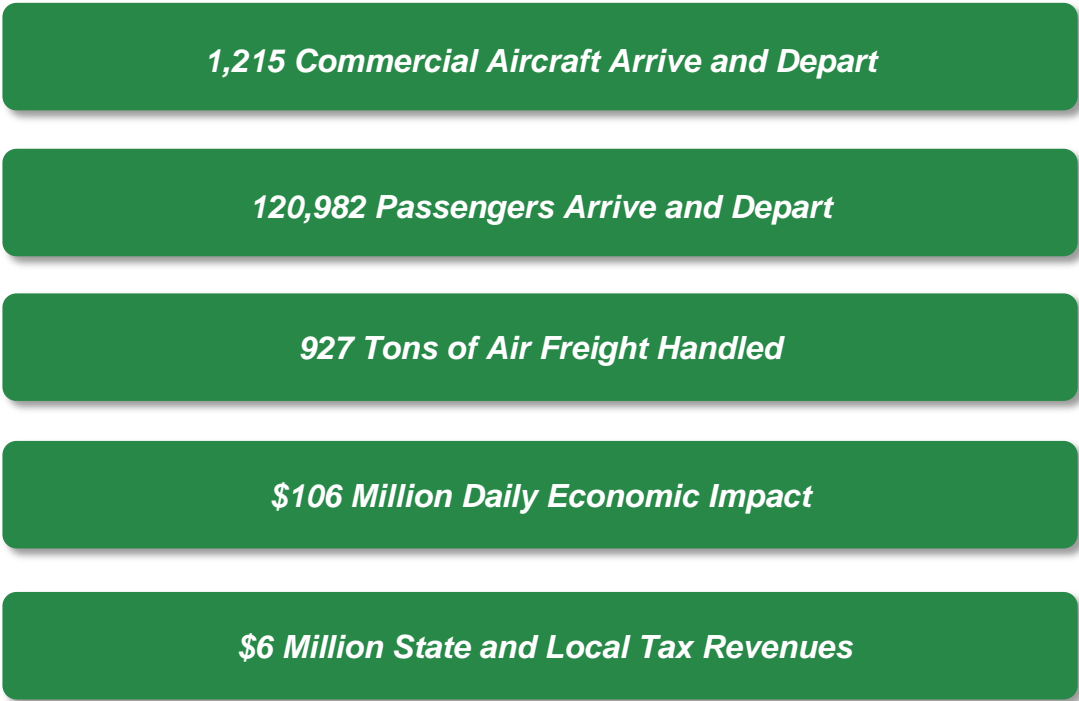 1,215 Commercial Aircraft Arrive and Depart
120,982 Passengers Arrive and Depart
927 Tons of Air Freight Handled
$106 Million Daily Economic Impact
$6 Million State and Local Tax Revenues